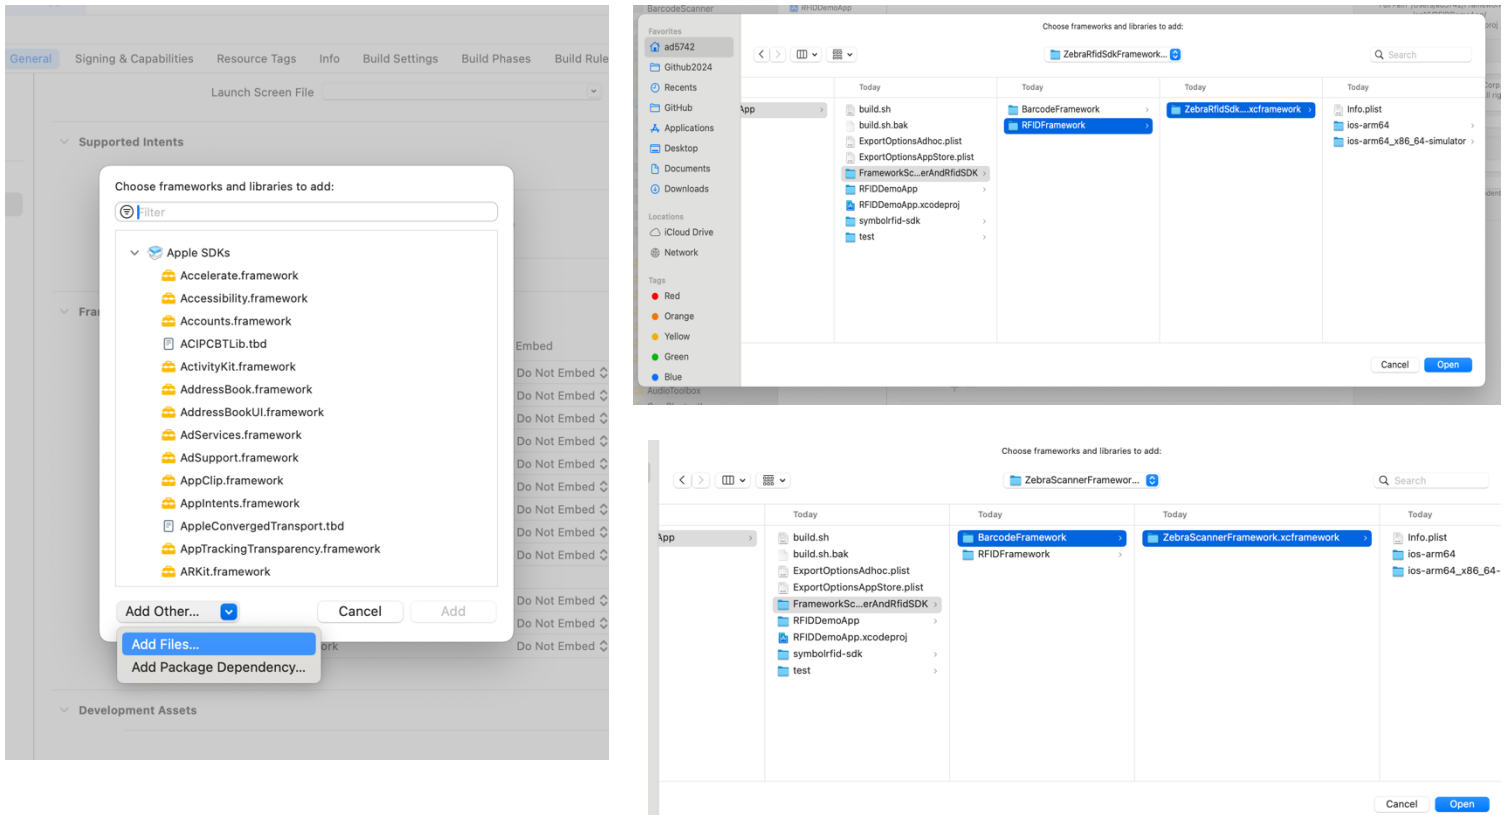 General Signing & Capabilities Resource Tags Info Build Settings Build Phases Build Rule
Launch Screen File
Supported Intents
Choose frameworks and libraries to add:
Filter
Apple SDKs
Accelerate.framework
Accessibility.framework
Accounts.framework
ACIPCBTLib.tbd
ActivityKit.framework
AddressBook.framework
AddressBookUI.framework
AdServices.framework
AdSupport.framework
AppClip.framework
AppIntents.framework
AppleConvergedTransport.tbd
AppTrackingTransparency.framework
ARKit.framework
Add Other... Cancel Add
Add Files...
Add Package Dependency...
Fra
Embed
Do Not Embed
Do Not Embed
Do Not Embed
Do Not Embed
Do Not Embed
Do Not Embed
Do Not Embed
Do Not Embed
Do Not Embed
Do Not Embed
Do Not Embed
ork Do Not Embed
Development Assets
BarcodeScanner RFIDDemoApp
Choose frameworks and libraries to add:
ZebraRfidSdkFramework... Search
Favorites
ad5742
Github2024
Recents
GitHub
Applications
Desktop
Documents
Downloads
Locations
iCloud Drive
Network
Tags
Red
Orange
Yellow
Green
Blue
Today Today Today Today
App
build.sh
build.sh.bak
ExportOptionsAdhoc.plist
ExportOptionsAppStore.plist
FrameworkSc...erAndRfidSDK
RFIDDemoApp
RFIDDemoApp.xcodeproj
symbolrfid-sdk
test
BarcodeFramework
RFIDFramework
ZebraRfidSdk....xcframework
Info.plist
ios-arm64
ios-arm64_x86_64-simulator
Cancel Open
AudioToolbox
Choose frameworks and libraries to add:
ZebraScannerFramewor... Search
Today Today Today Today
App
build.sh
build.sh.bak
ExportOptionsAdhoc.plist
ExportOptionsAppStore.plist
FrameworkSc...erAndRfidSDK
RFIDDemoApp
RFIDDemoApp.xcodeproj
symbolrfid-sdk
test
BarcodeFramework
RFIDFramework
ZebraScannerFramework.xcframework
Info.plist
ios-arm64
ios-arm64_x86_64-
Cancel Open